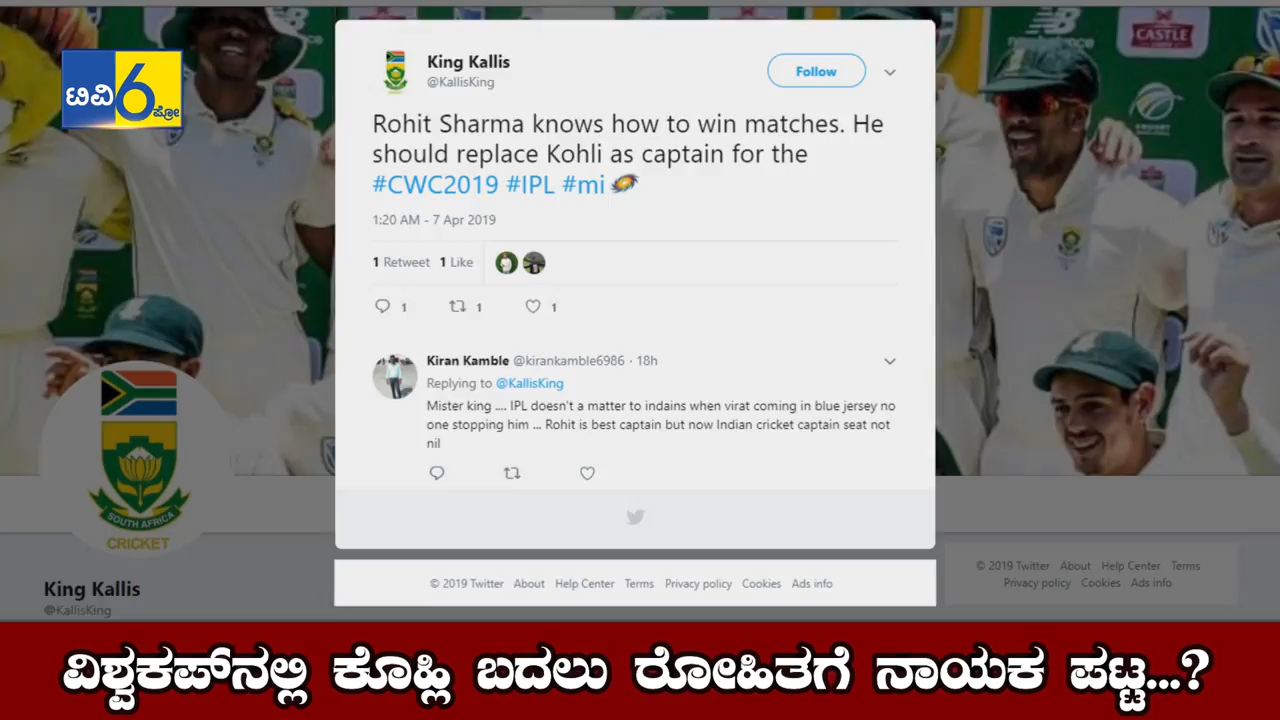 ಟಿವಿ
6
ಪ್ರೋ
King Kallis
@KallisKing
Follow
Rohit Sharma knows how to win matches. He
should replace Kohli as captain for the
#CWC2019 #IPL #mi
1:20 AM - 7 Apr 2019
1 Retweet 1 Like
1 1 1
Kiran Kamble @kirankamble6986 · 18h
Replying to @KallisKing
Mister king .... IPL doesn't a matter to indains when virat coming in blue jersey no
one stopping him ... Rohit is best captain but now Indian cricket captain seat not
nil
© 2019 Twitter About Help Center Terms Privacy policy Cookies Ads info
new balance
CASTLE
SOUTH AFRICA
CRICKET
King Kallis
@KallisKing
© 2019 Twitter About Help Center Terms
Privacy policy Cookies Ads info
ವಿಶ್ವಕಪ್‌ನಲ್ಲಿ ಕೊಹ್ಲಿ ಬದಲು ರೋಹಿತಗೆ ನಾಯಕ ಪಟ್ಟ...?